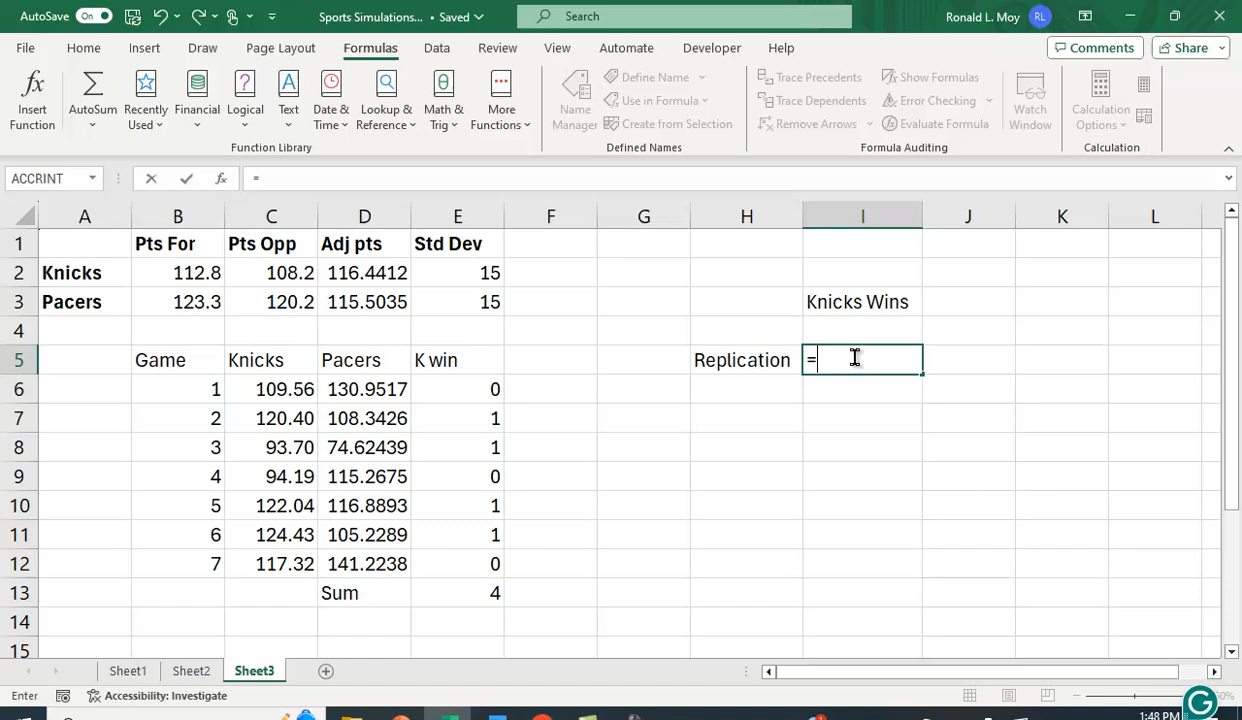 AutoSave On Sports Simulations... • Saved Search Ronald L. Moy RL
File Home Insert Draw Page Layout Formulas Data Review View Automate Developer Help Comments Share
Insert Function
AutoSum
Recently Used
Financial
Logical
Text
Date & Time
Lookup & Reference
Math & Trig
More Functions
Function Library
Name Manager
Define Name
Use in Formula
Create from Selection
Defined Names
Trace Precedents
Trace Dependents
Remove Arrows
Show Formulas
Error Checking
Evaluate Formula
Formula Auditing
Watch Window
Calculation Options
Calculation
ACCRINT fx =
A B C D E F G H I J K L
1 Pts For Pts Opp Adj pts Std Dev
2 Knicks 112.8 108.2 116.4412 15
3 Pacers 123.3 120.2 115.5035 15 Knicks Wins
4
5 Game Knicks Pacers K win Replication =
6 1 109.56 130.9517 0
7 2 120.40 108.3426 1
8 3 93.70 74.62439 1
9 4 94.19 115.2675 0
10 5 122.04 116.8893 1
11 6 124.43 105.2289 1
12 7 117.32 141.2238 0
13 Sum 4
14
15
Sheet1 Sheet2 Sheet3
Enter Accessibility: Investigate
1:48 PM